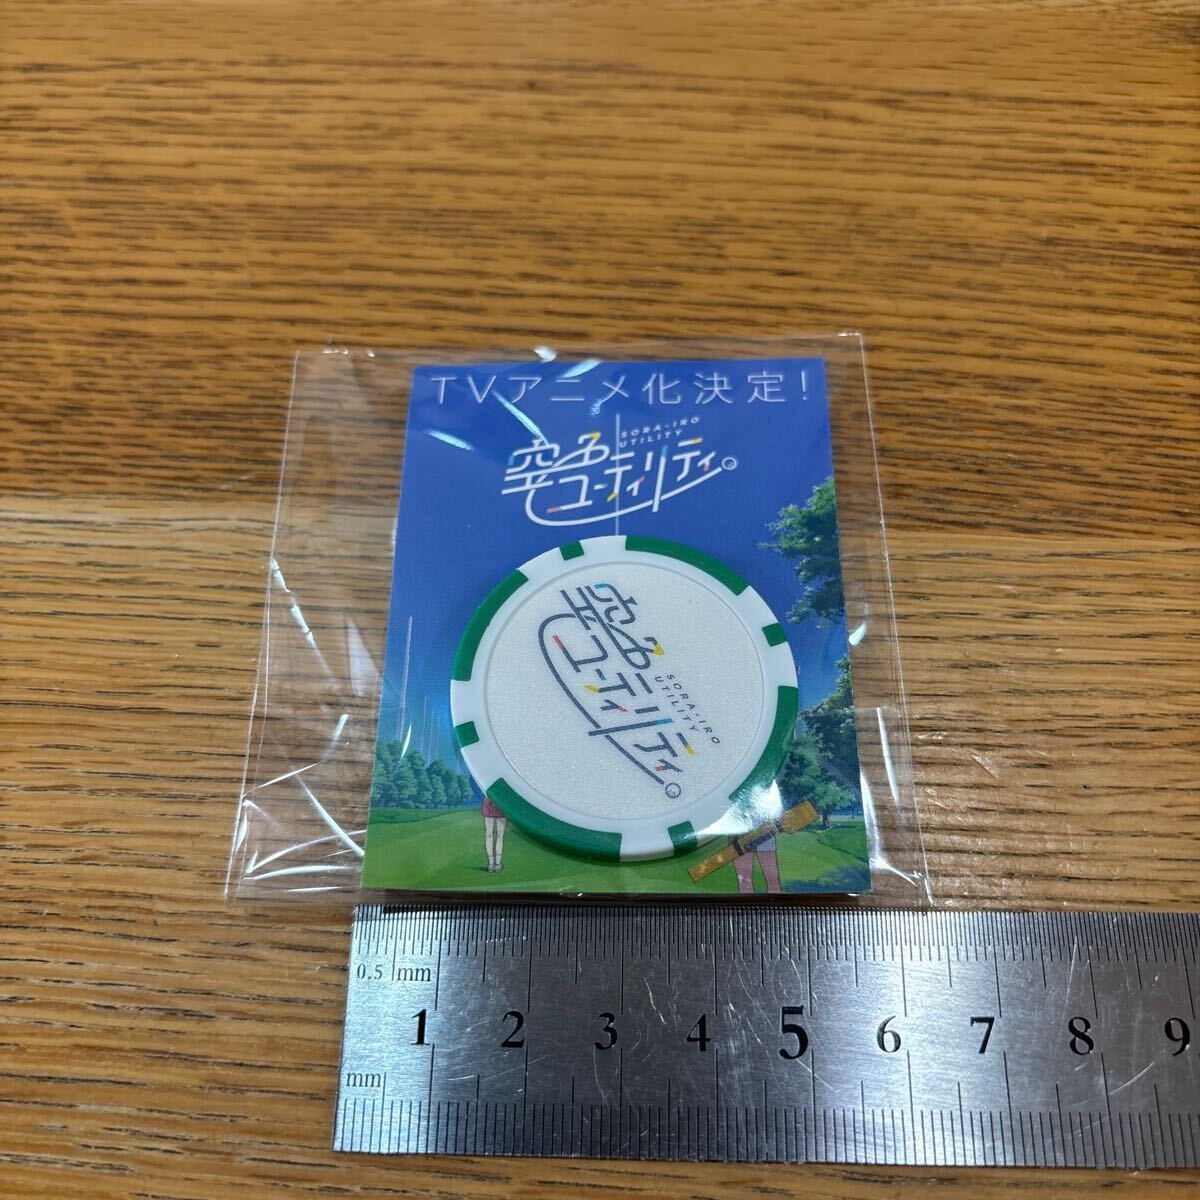 TVアニメ化決定!
SORA-IRO
UTILITY
空色ユーティリティ。
空色ユーティリティ。
SORA-IRO
UTILITY
0.5 mm
1 2 3 4 5 6 7 8 9
mm